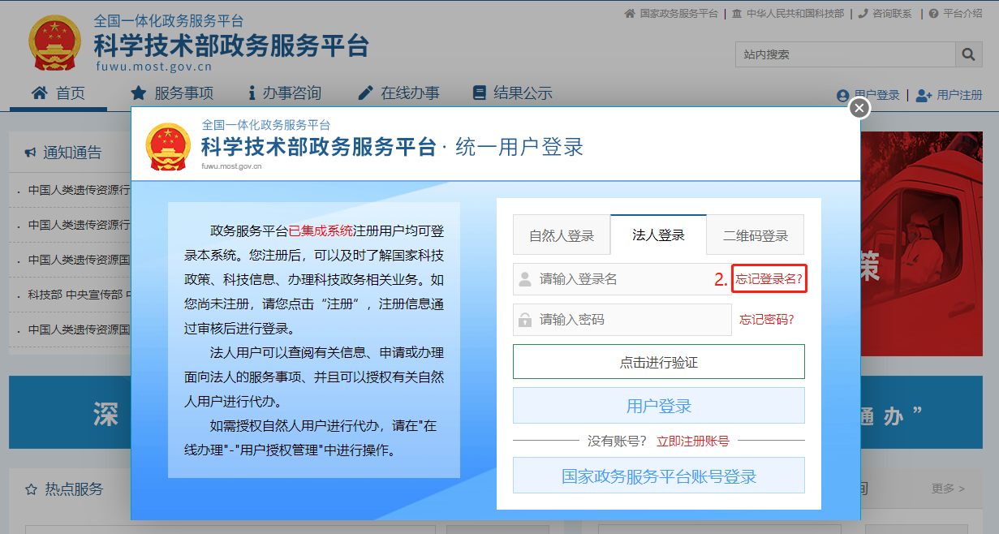 全国一体化政务服务平台
科学技术部政务服务平台
fuwu.most.gov.cn
国家政务服务平台 | 中华人民共和国科技部 | 咨询联系 | 平台介绍
站内搜索
首页 服务事项 办事咨询 在线办事 结果公示
用户登录 | 用户注册
全国一体化政务服务平台
科学技术部政务服务平台 · 统一用户登录
fuwu.most.gov.cn
通知通告
. 中国人类遗传资源行
. 中国人类遗传资源行
. 中国人类遗传资源国
. 科技部 中央宣传部
. 中国人类遗传资源国
策
深
通办”
热点服务
更多 >
政务服务平台已集成系统注册用户均可登
录本系统。您注册后，可以及时了解国家科技
政策、科技信息、办理科技政务相关业务。如
您尚未注册，请您点击“注册”，注册信息通
过审核后进行登录。
法人用户可以查阅有关信息、申请或办理
面向法人的服务事项、并且可以授权有关自然
人用户进行代办。
如需授权自然人用户进行代办，请在"在
线办理"-"用户授权管理"中进行操作。
自然人登录 法人登录 二维码登录
请输入登录名 2. 忘记登录名?
请输入密码 忘记密码?
点击进行验证
用户登录
没有账号? 立即注册账号
国家政务服务平台账号登录